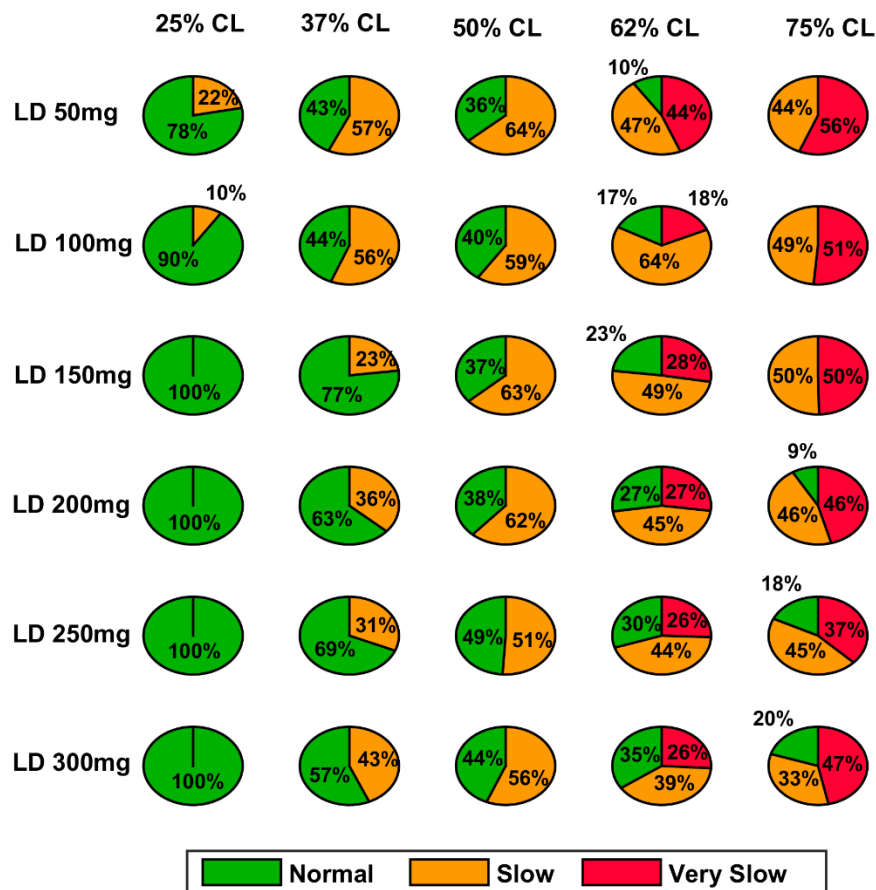 25% CL 37% CL 50% CL 62% CL 75% CL
LD 50mg 22% 78% 43% 57% 36% 64% 10% 47% 44% 44% 56%
LD 100mg 10% 90% 44% 56% 40% 59% 17% 18% 64% 49% 51%
LD 150mg 100% 23% 77% 37% 63% 23% 28% 49% 50% 50%
LD 200mg 100% 36% 63% 38% 62% 27% 27% 45% 9% 46% 46%
LD 250mg 100% 31% 69% 49% 51% 30% 26% 44% 18% 37% 45%
LD 300mg 100% 43% 57% 44% 56% 35% 26% 39% 20% 47% 33%
Normal Slow Very Slow